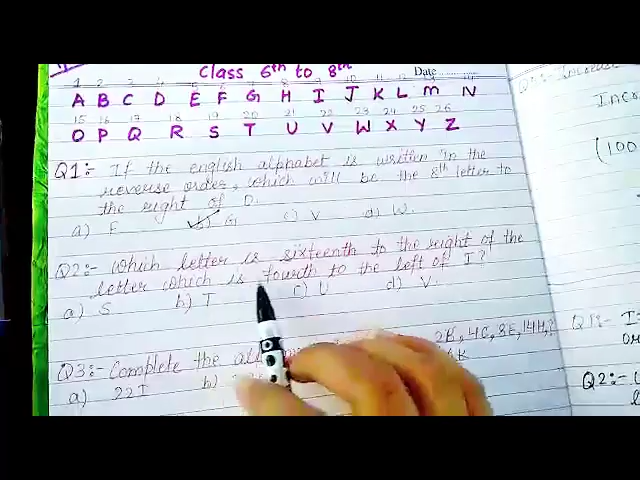 Class 6th to 8th
Date
1 2 3 4 5 6 7 8 9 10 11 12
A B C D E F G H I J K L M N
15 16 17 18 19 20 21 22 23 24 25 26
O P Q R S T U V W X Y Z
Q1:- If the english alphabet is written in the
reverse order, which will be the 8th letter to
the right of O.
a) F b) G c) V d) W.
Q2:- Which letter is sixteenth to the right of the
letter which is fourth to the left of I?
a) S b) T c) U d) V.
Q3:- Complete the
2B, 4C, 8E, 14H, ?
a) 22I b)
Increase
INCR
(100
Q1:- I
OR
Q2:-